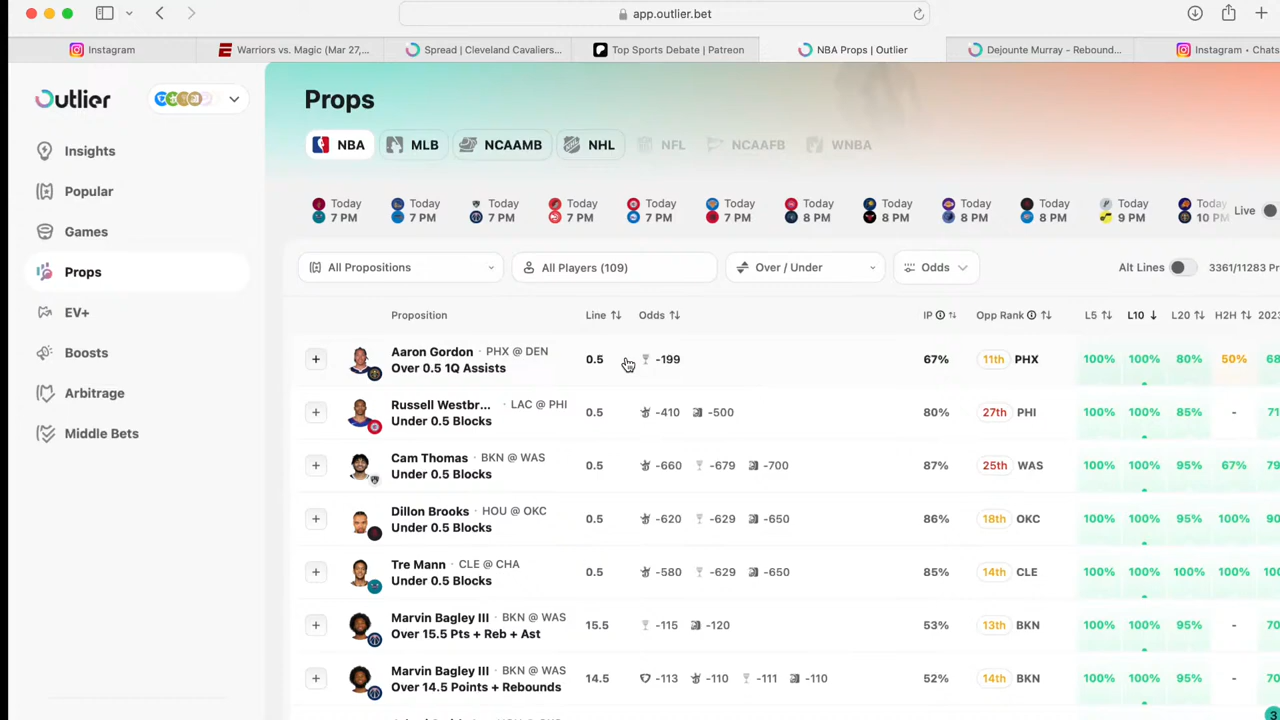 app.outlier.bet
Instagram
Warriors vs. Magic (Mar 27,...
Spread | Cleveland Cavaliers...
Top Sports Debate | Patreon
NBA Props | Outlier
Dejounte Murray - Rebound...
Instagram • Chats
Outlier
Insights
Popular
Games
Props
EV+
Boosts
Arbitrage
Middle Bets
Props
NBA MLB NCAAMB NHL NFL NCAAFB WNBA
Today 7 PM
Today 7 PM
Today 7 PM
Today 7 PM
Today 7 PM
Today 7 PM
Today 8 PM
Today 8 PM
Today 8 PM
Today 8 PM
Today 9 PM
Today 10 PM
Live
All Propositions
All Players (109)
Over / Under
Odds
Alt Lines
3361/11283 Pr
Proposition Line Odds IP Opp Rank L5 L10 L20 H2H 2023
Aaron Gordon · PHX @ DEN
Over 0.5 1Q Assists
0.5 -199 67% 11th PHX 100% 100% 80% 50% 68
Russell Westbr... · LAC @ PHI
Under 0.5 Blocks
0.5 -410 -500 80% 27th PHI 100% 100% 85% - 71
Cam Thomas · BKN @ WAS
Under 0.5 Blocks
0.5 -660 -679 -700 87% 25th WAS 100% 100% 95% 67% 79
Dillon Brooks · HOU @ OKC
Under 0.5 Blocks
0.5 -620 -629 -650 86% 18th OKC 100% 100% 95% 100% 90
Tre Mann · CLE @ CHA
Under 0.5 Blocks
0.5 -580 -629 -650 85% 14th CLE 100% 100% 100% 100% 100
Marvin Bagley III · BKN @ WAS
Over 15.5 Pts + Reb + Ast
15.5 -115 -120 53% 13th BKN 100% 100% 95% - 70
Marvin Bagley III · BKN @ WAS
Over 14.5 Points + Rebounds
14.5 -113 -110 -111 -110 52% 14th BKN 100% 100% 95% -